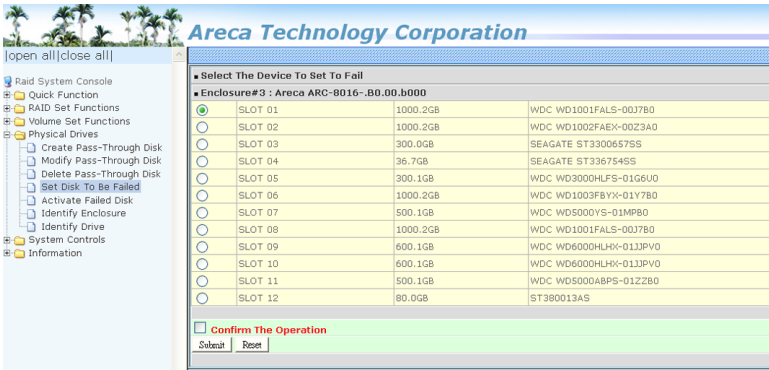 Areca Technology Corporation
|open all|close all|
Raid System Console
Quick Function
RAID Set Functions
Volume Set Functions
Physical Drives
Create Pass-Through Disk
Modify Pass-Through Disk
Delete Pass-Through Disk
Set Disk To Be Failed
Activate Failed Disk
Identify Enclosure
Identify Drive
System Controls
Information
Select The Device To Set To Fail
Enclosure#3 : Areca ARC-8016-.B0.00.b000
SLOT 01 1000.2GB WDC WD1001FALS-00J7B0
SLOT 02 1000.2GB WDC WD1002FAEX-00Z3A0
SLOT 03 300.0GB SEAGATE ST3300657SS
SLOT 04 36.7GB SEAGATE ST336754SS
SLOT 05 300.1GB WDC WD3000HLFS-01G6U0
SLOT 06 1000.2GB WDC WD1003FBYX-01Y7B0
SLOT 07 500.1GB WDC WD5000YS-01MPB0
SLOT 08 1000.2GB WDC WD1001FALS-00J7B0
SLOT 09 600.1GB WDC WD6000HLHX-01JJPV0
SLOT 10 600.1GB WDC WD6000HLHX-01JJPV0
SLOT 11 500.1GB WDC WD5000ABPS-01ZZB0
SLOT 12 80.0GB ST380013AS
Confirm The Operation
Submit Reset